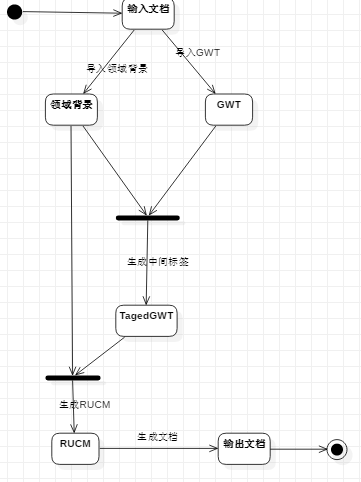 输入文档
导入GWT
导入领域背景
领域背景
GWT
生成中间标签
TagedGWT
生成RUCM
RUCM
生成文档
输出文档